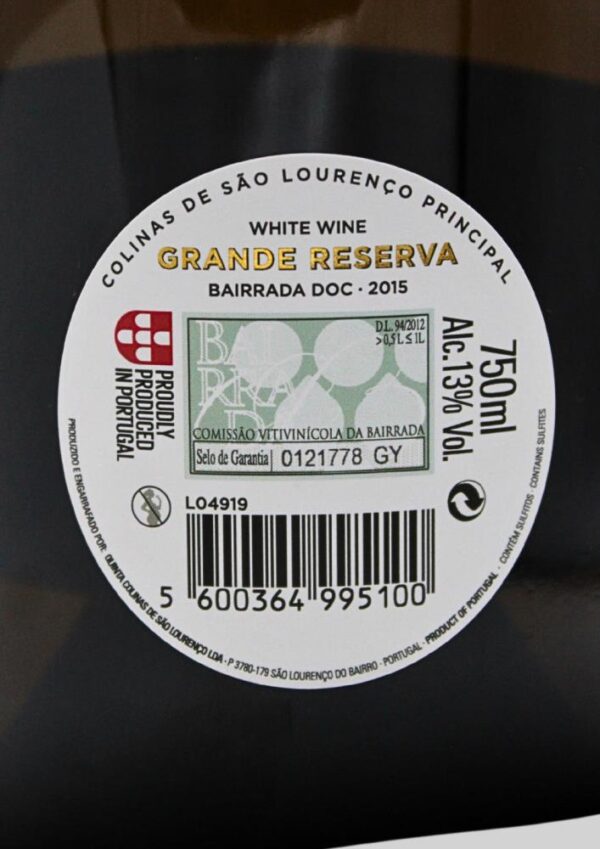 COLINAS DE SÃO LOURENÇO PRINCIPAL
WHITE WINE
GRANDE RESERVA
BAIRRADA DOC · 2015
BAI
RRA
D
D.L. 94/2012
> 0,5 L ≤ 1L
COMISSÃO VITIVINÍCOLA DA BAIRRADA
Selo de Garantia 0121778 GY
PROUDLY
PRODUCED
IN PORTUGAL
750ml
Alc.13% Vol.
L04919
5 600364 995100
PRODUZIDO E ENGARRAFADO POR: QUINTA COLINAS DE SÃO LOURENÇO LDA · P 3780-179 SÃO LOURENÇO DO BAIRRO · PORTUGAL · PRODUCT OF PORTUGAL · CONTÉM SULFITOS · CONTAINS SULFITES